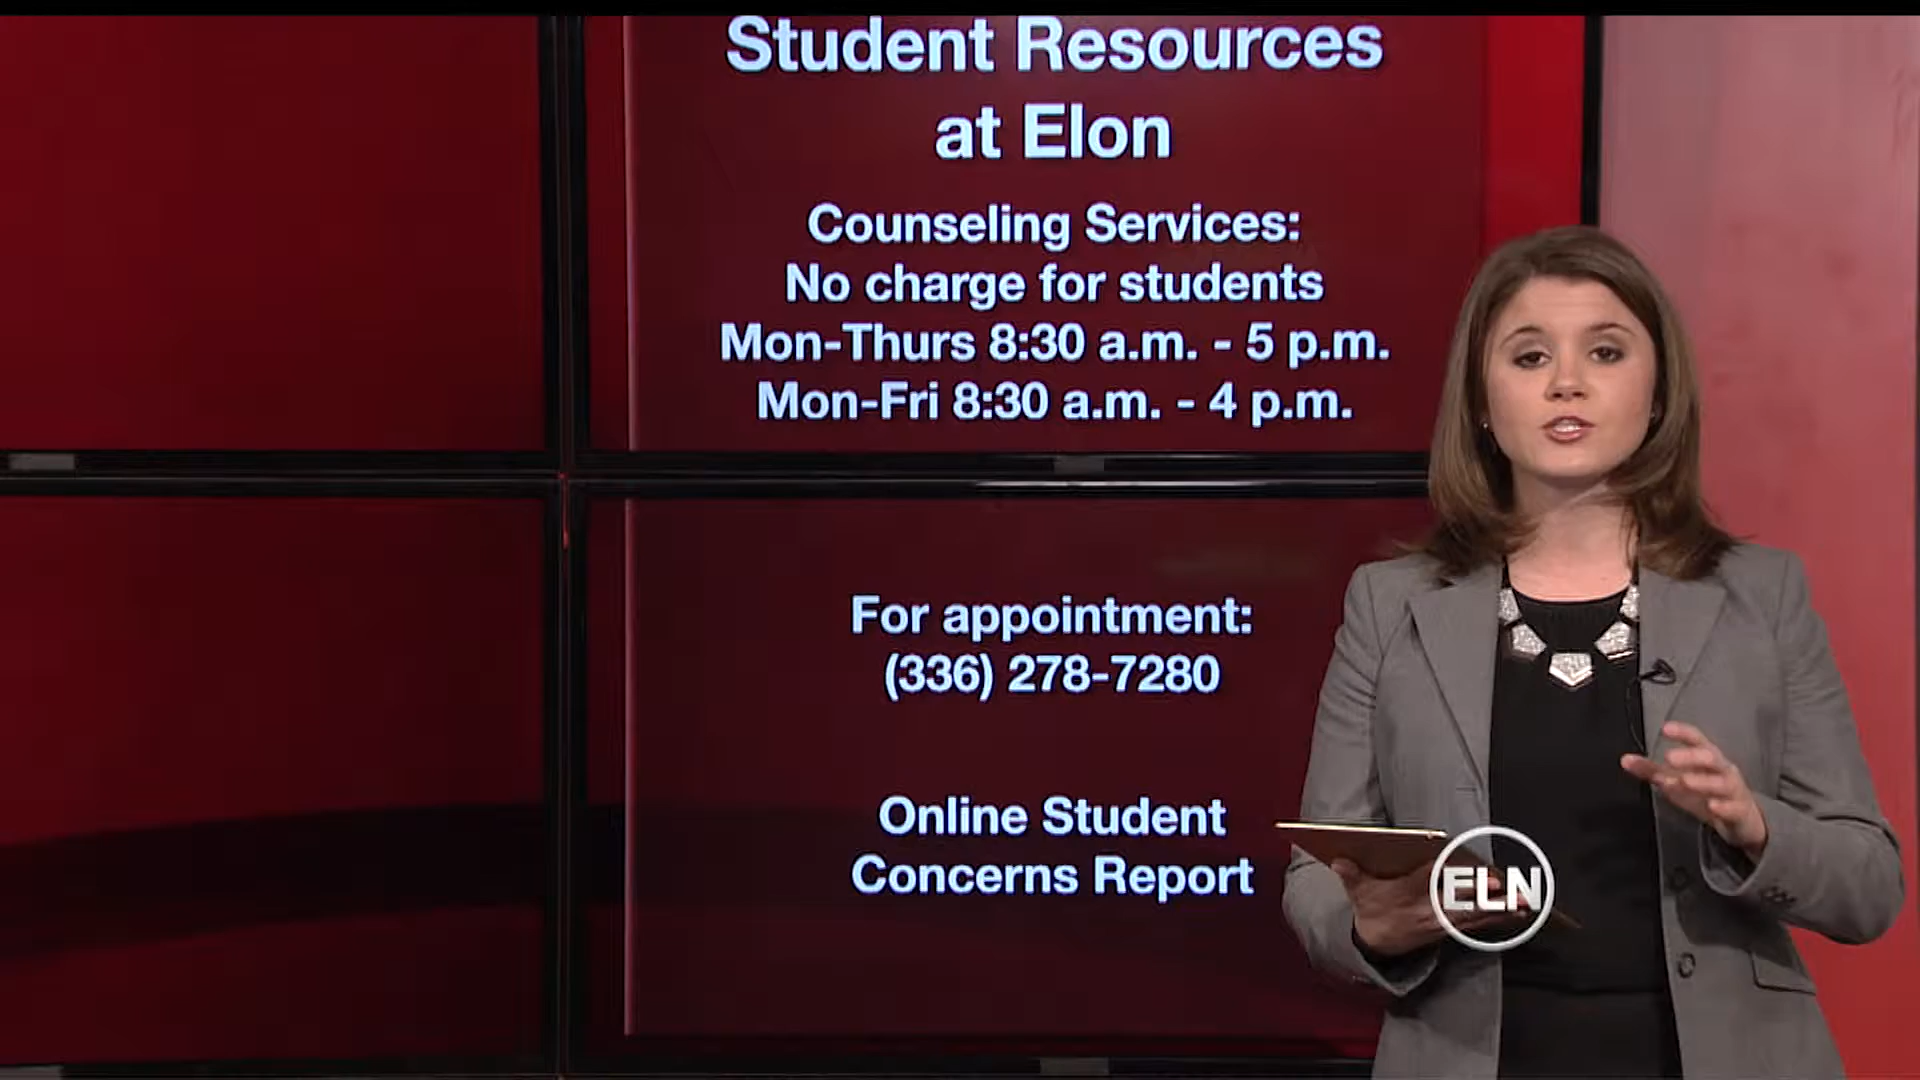 Student Resources
at Elon
Counseling Services:
No charge for students
Mon-Thurs 8:30 a.m. - 5 p.m.
Mon-Fri 8:30 a.m. - 4 p.m.
For appointment:
(336) 278-7280
Online Student
Concerns Report
ELN